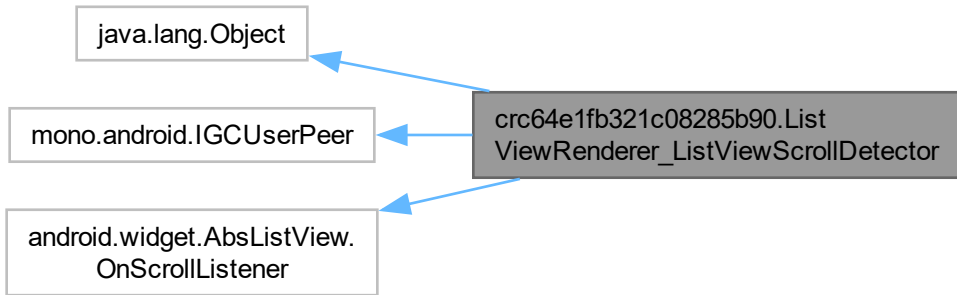 java.lang.Object
mono.android.IGCUserPeer
android.widget.AbsListView.
OnScrollListener
crc64e1fb321c08285b90.List
ViewRenderer_ListViewScrollDetector